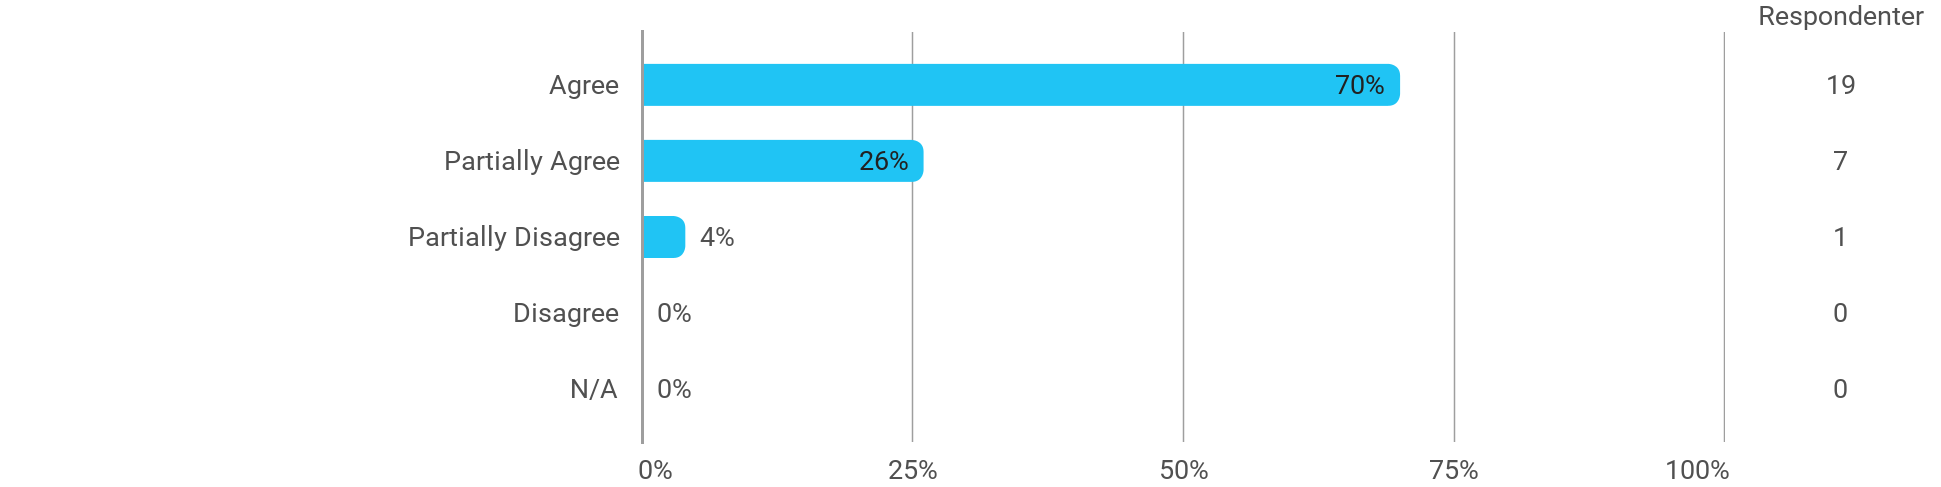 Respondenter
Agree 70% 19
Partially Agree 26% 7
Partially Disagree 4% 1
Disagree 0% 0
N/A 0% 0
0% 25% 50% 75% 100%